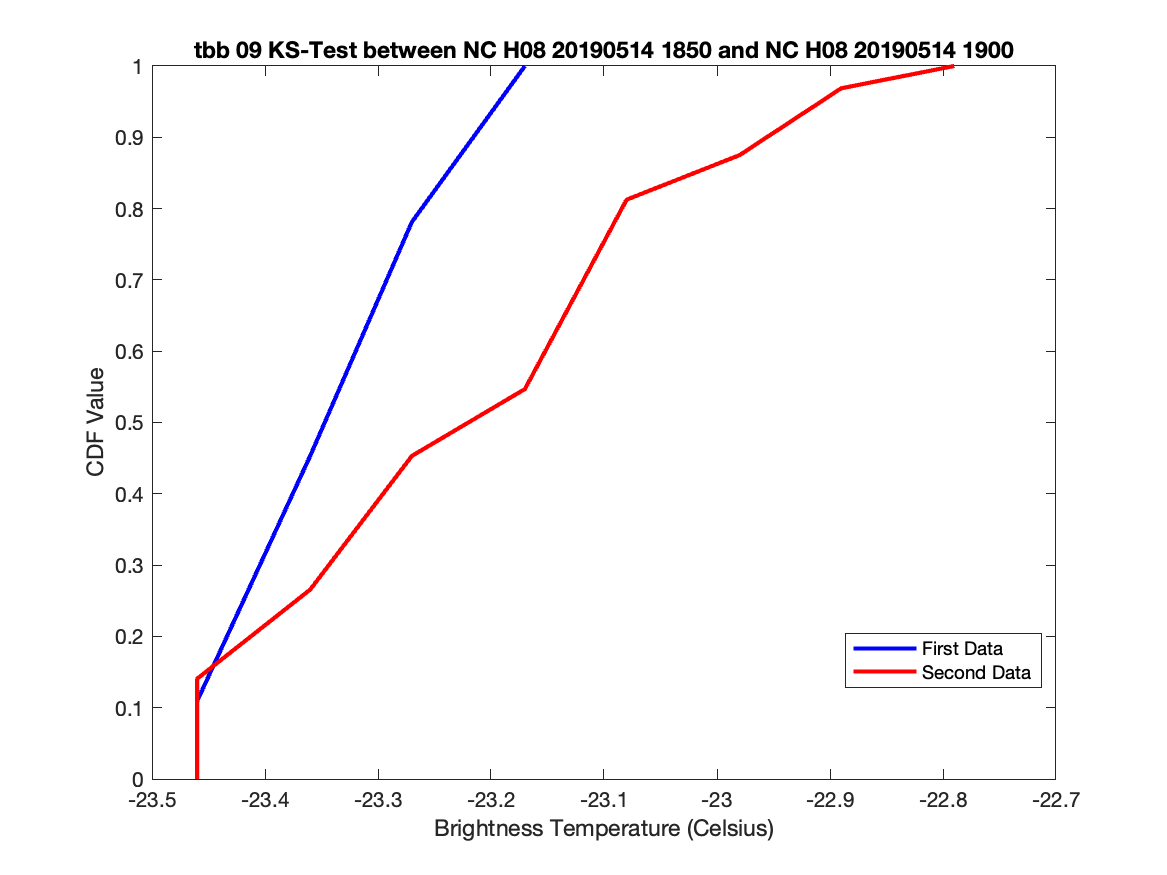 tbb 09 KS-Test between NC H08 20190514 1850 and NC H08 20190514 1900
1
0.9
0.8
0.7
0.6
0.5
0.4
0.3
0.2
0.1
0
CDF Value
First Data
Second Data
-23.5 -23.4 -23.3 -23.2 -23.1 -23 -22.9 -22.8 -22.7
Brightness Temperature (Celsius)